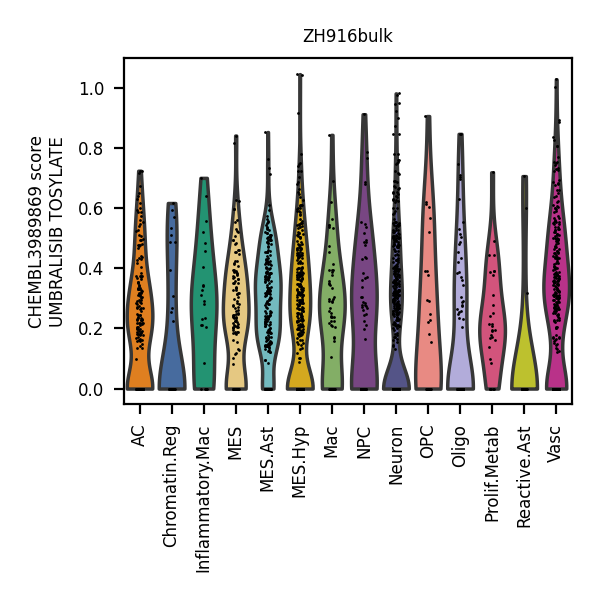 ZH916bulk
CHEMBL3989869 score
UMBRALISIB TOSYLATE
1.0
0.8
0.6
0.4
0.2
0.0
AC
Chromatin.Reg
Inflammatory.Mac
MES
MES.Ast
MES.Hyp
Mac
NPC
Neuron
OPC
Oligo
Prolif.Metab
Reactive.Ast
Vasc